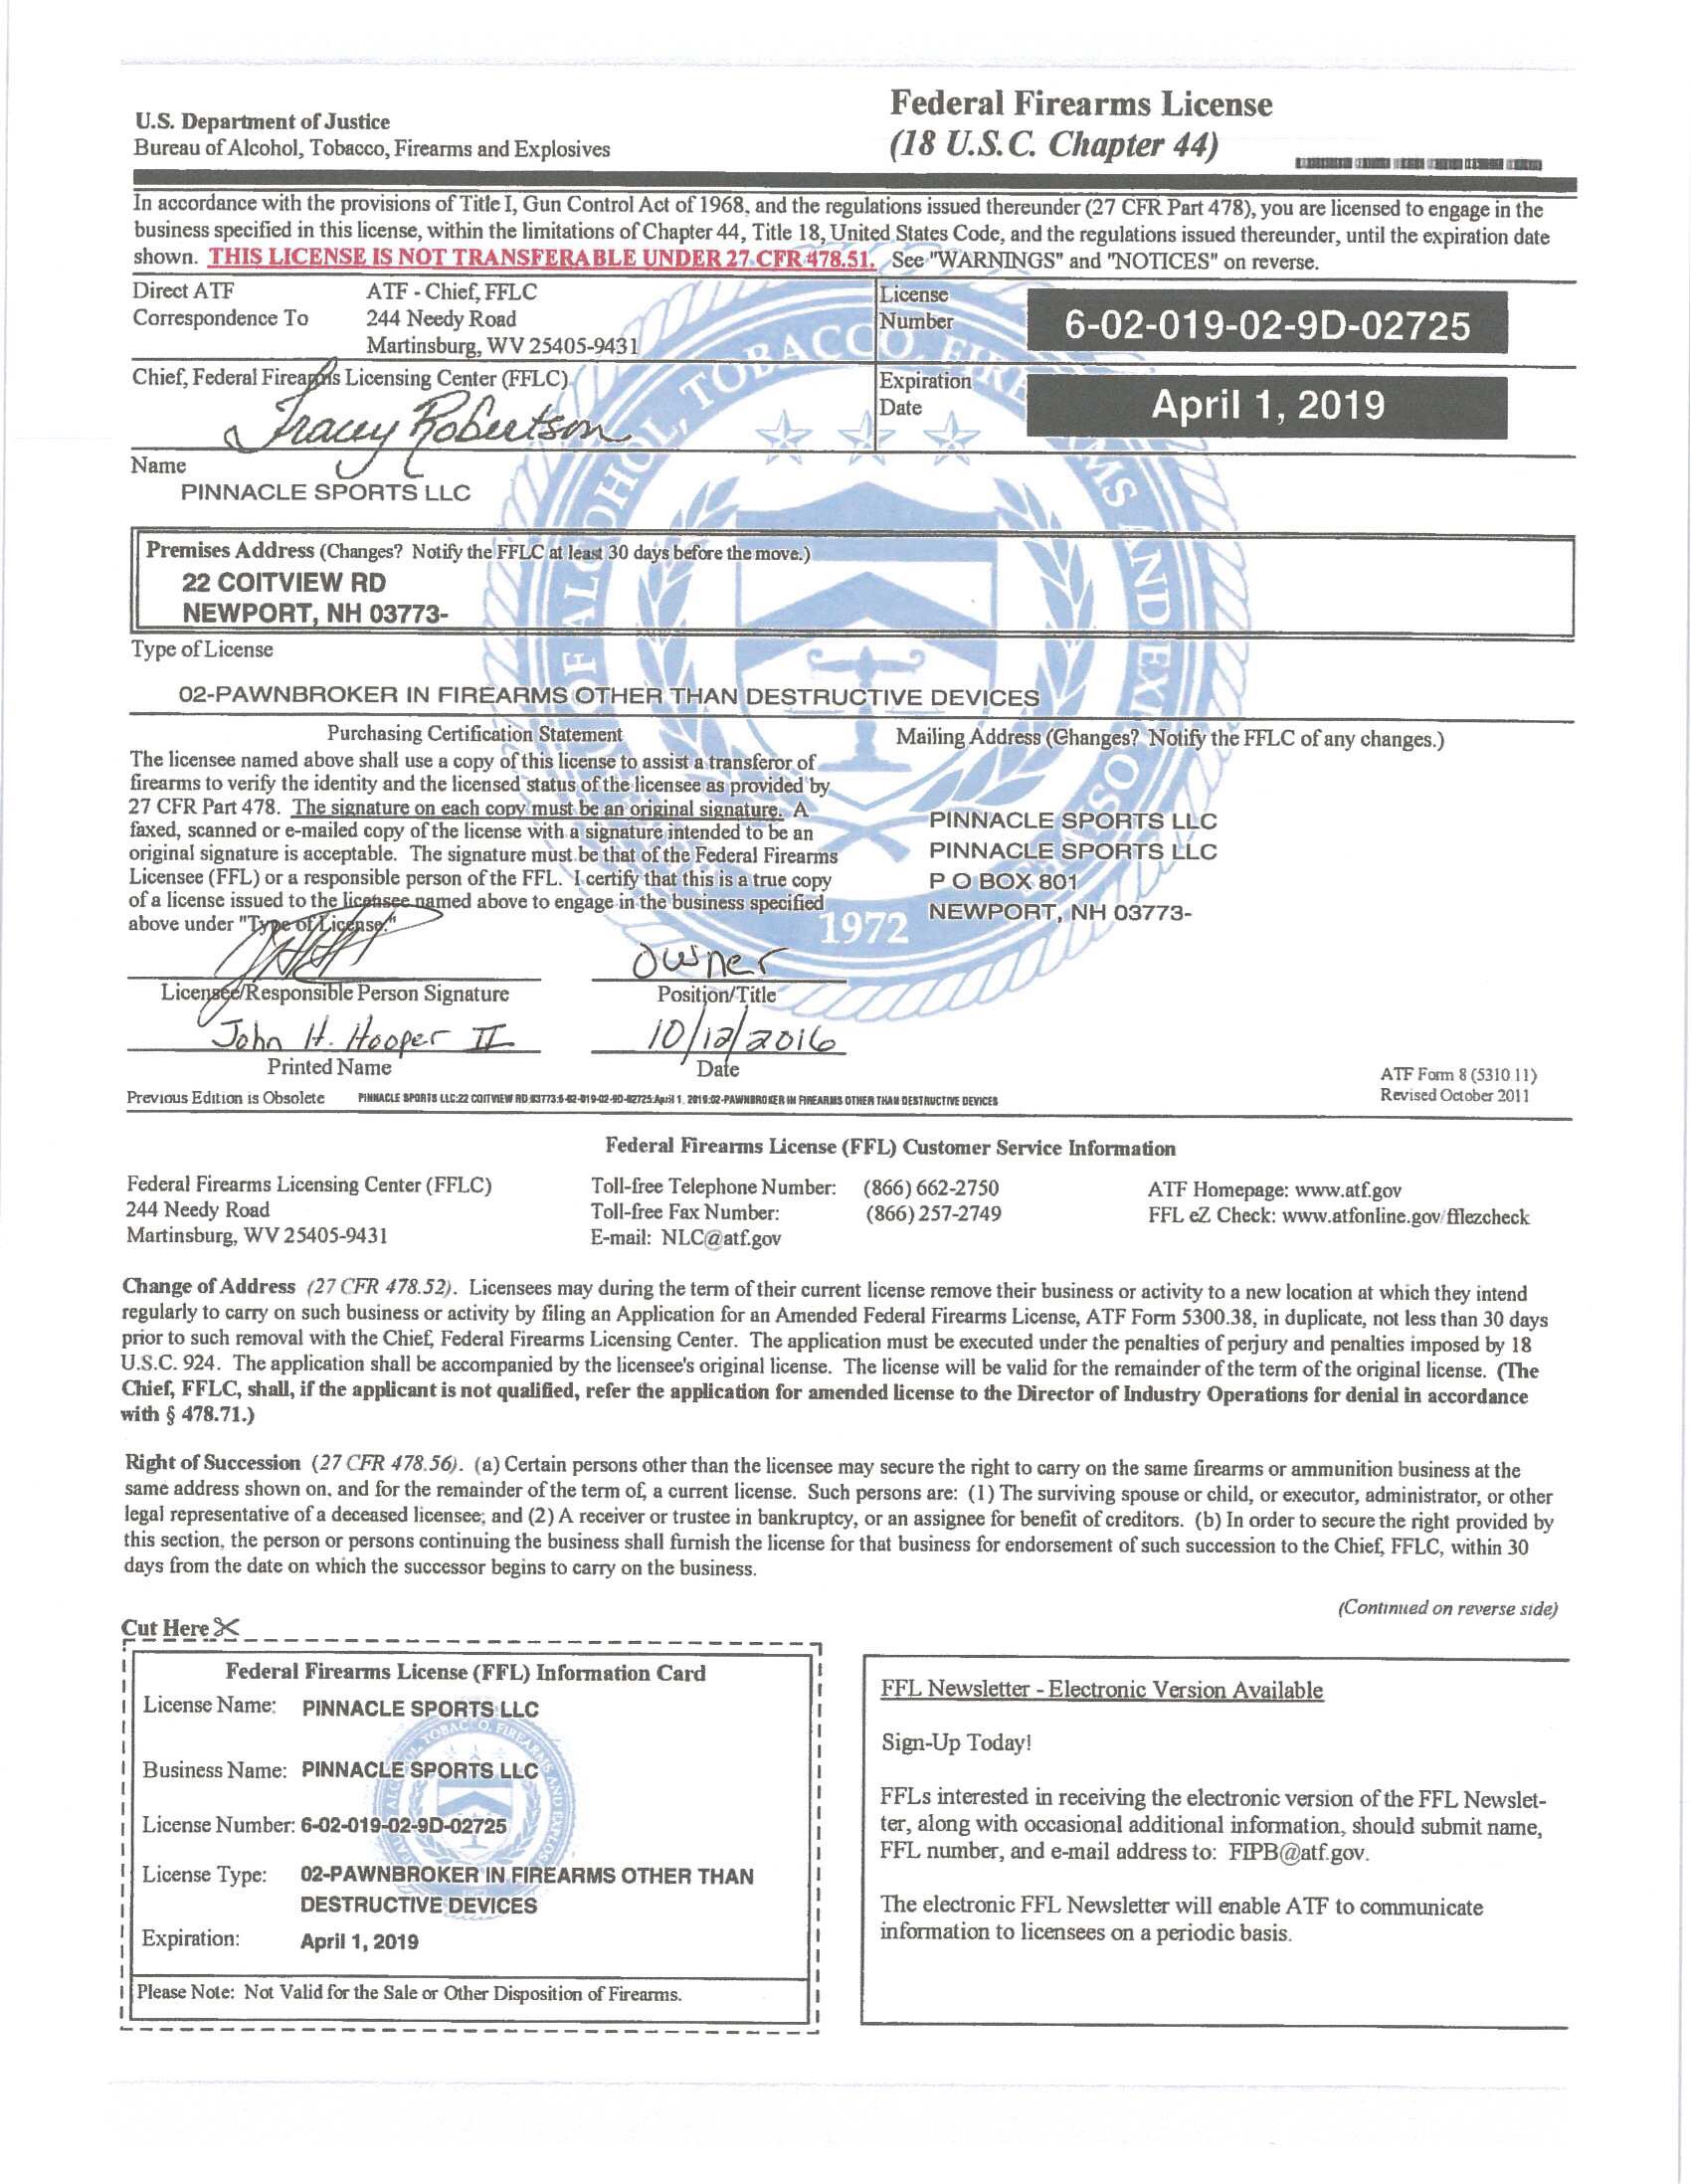 U.S. Department of Justice
Bureau of Alcohol, Tobacco, Firearms and Explosives
Federal Firearms License
(18 U.S.C. Chapter 44)
In accordance with the provisions of Title I, Gun Control Act of 1968, and the regulations issued thereunder (27 CFR Part 478), you are licensed to engage in the
business specified in this license, within the limitations of Chapter 44, Title 18, United States Code, and the regulations issued thereunder, until the expiration date
shown. THIS LICENSE IS NOT TRANSFERABLE UNDER 27 CFR 478.51. See "WARNINGS" and "NOTICES" on reverse.
Direct ATF
Correspondence To
ATF - Chief, FFLC
244 Needy Road
Martinsburg, WV 25405-9431
License
Number
6-02-019-02-9D-02725
Chief, Federal Firearms Licensing Center (FFLC)
Tracey Robertson
Expiration
Date
April 1, 2019
Name
PINNACLE SPORTS LLC
Premises Address (Changes? Notify the FFLC at least 30 days before the move.)
22 COITVIEW RD
NEWPORT, NH 03773-
Type of License
02-PAWNBROKER IN FIREARMS OTHER THAN DESTRUCTIVE DEVICES
Purchasing Certification Statement
The licensee named above shall use a copy of this license to assist a transferor of
firearms to verify the identity and the licensed status of the licensee as provided by
27 CFR Part 478. The signature on each copy must be an original signature. A
faxed, scanned or e-mailed copy of the license with a signature intended to be an
original signature is acceptable. The signature must be that of the Federal Firearms
Licensee (FFL) or a responsible person of the FFL. I certify that this is a true copy
of a license issued to the licensee named above to engage in the business specified
above under "Type of License."
Mailing Address (Changes? Notify the FFLC of any changes.)
PINNACLE SPORTS LLC
PINNACLE SPORTS LLC
P O BOX 801
NEWPORT, NH 03773-
1972
Owner
Licensee/Responsible Person Signature
Position/Title
John H. Hooper II
10/12/2016
Printed Name
Date
ATF Form 8 (5310.11)
Revised October 2011
Previous Edition is Obsolete
PINNACLE SPORTS LLC:22 COITVIEW RD:03773:6-02-019-02-9D-02725:April 1, 2019:02-PAWNBROKER IN FIREARMS OTHER THAN DESTRUCTIVE DEVICES
Federal Firearms License (FFL) Customer Service Information
Federal Firearms Licensing Center (FFLC)
244 Needy Road
Martinsburg, WV 25405-9431
Toll-free Telephone Number: (866) 662-2750
Toll-free Fax Number: (866) 257-2749
E-mail: NLC@atf.gov
ATF Homepage: www.atf.gov
FFL eZ Check: www.atfonline.gov/fflezcheck
Change of Address (27 CFR 478.52). Licensees may during the term of their current license remove their business or activity to a new location at which they intend
regularly to carry on such business or activity by filing an Application for an Amended Federal Firearms License, ATF Form 5300.38, in duplicate, not less than 30 days
prior to such removal with the Chief, Federal Firearms Licensing Center. The application must be executed under the penalties of perjury and penalties imposed by 18
U.S.C. 924. The application shall be accompanied by the licensee's original license. The license will be valid for the remainder of the term of the original license. (The
Chief, FFLC, shall, if the applicant is not qualified, refer the application for amended license to the Director of Industry Operations for denial in accordance
with § 478.71.)
Right of Succession (27 CFR 478.56). (a) Certain persons other than the licensee may secure the right to carry on the same firearms or ammunition business at the
same address shown on, and for the remainder of the term of, a current license. Such persons are: (1) The surviving spouse or child, or executor, administrator, or other
legal representative of a deceased licensee; and (2) A receiver or trustee in bankruptcy, or an assignee for benefit of creditors. (b) In order to secure the right provided by
this section, the person or persons continuing the business shall furnish the license for that business for endorsement of such succession to the Chief, FFLC, within 30
days from the date on which the successor begins to carry on the business.
(Continued on reverse side)
Cut Here
Federal Firearms License (FFL) Information Card
License Name: PINNACLE SPORTS LLC
Business Name: PINNACLE SPORTS LLC
License Number: 6-02-019-02-9D-02725
License Type: 02-PAWNBROKER IN FIREARMS OTHER THAN
DESTRUCTIVE DEVICES
Expiration: April 1, 2019
Please Note: Not Valid for the Sale or Other Disposition of Firearms.
FFL Newsletter - Electronic Version Available
Sign-Up Today!
FFLs interested in receiving the electronic version of the FFL Newslet-
ter, along with occasional additional information, should submit name,
FFL number, and e-mail address to: FIPB@atf.gov.
The electronic FFL Newsletter will enable ATF to communicate
information to licensees on a periodic basis.